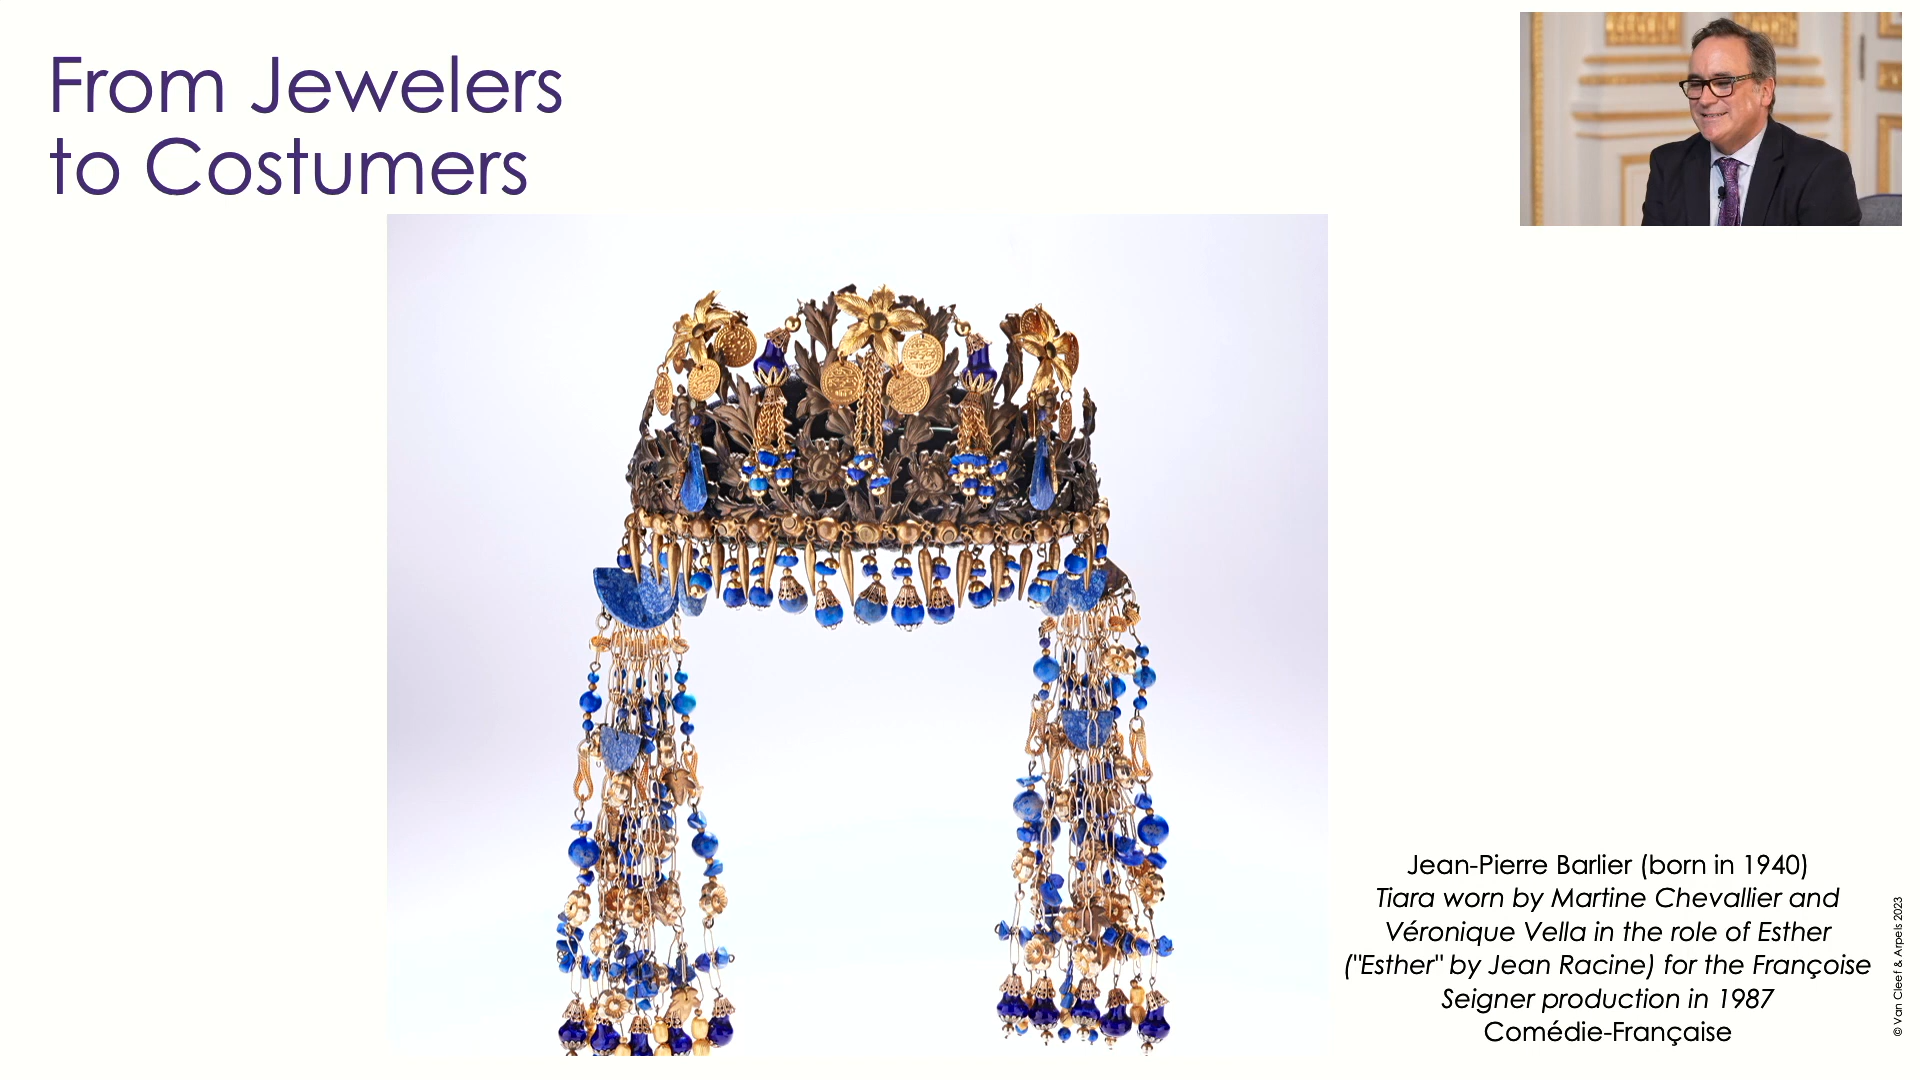 From Jewelers
to Costumers
Jean-Pierre Barlier (born in 1940)
Tiara worn by Martine Chevallier and
Véronique Vella in the role of Esther
("Esther" by Jean Racine) for the Françoise
Seigner production in 1987
Comédie-Française
© Van Cleef & Arpels 2023